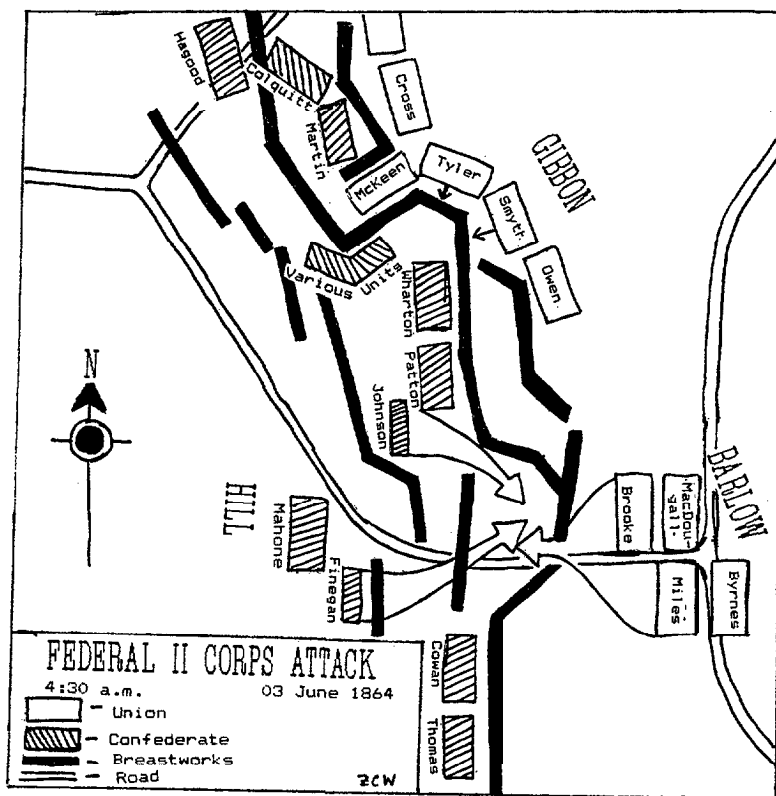 Hagood
Colquitt
Martin
Cross
McKeen
Tyler
GIBBON
Smyth
Owen
Various Units
Wharton
Patton
Johnson
N
HILL
Mahone
Finegan
Brooke
MacDou-
gall
BARLOW
Miles
Byrnes
Cowan
Thomas
FEDERAL II CORPS ATTACK
4:30 a.m. 03 June 1864
- Union
- Confederate
- Breastworks
- Road
ZCW